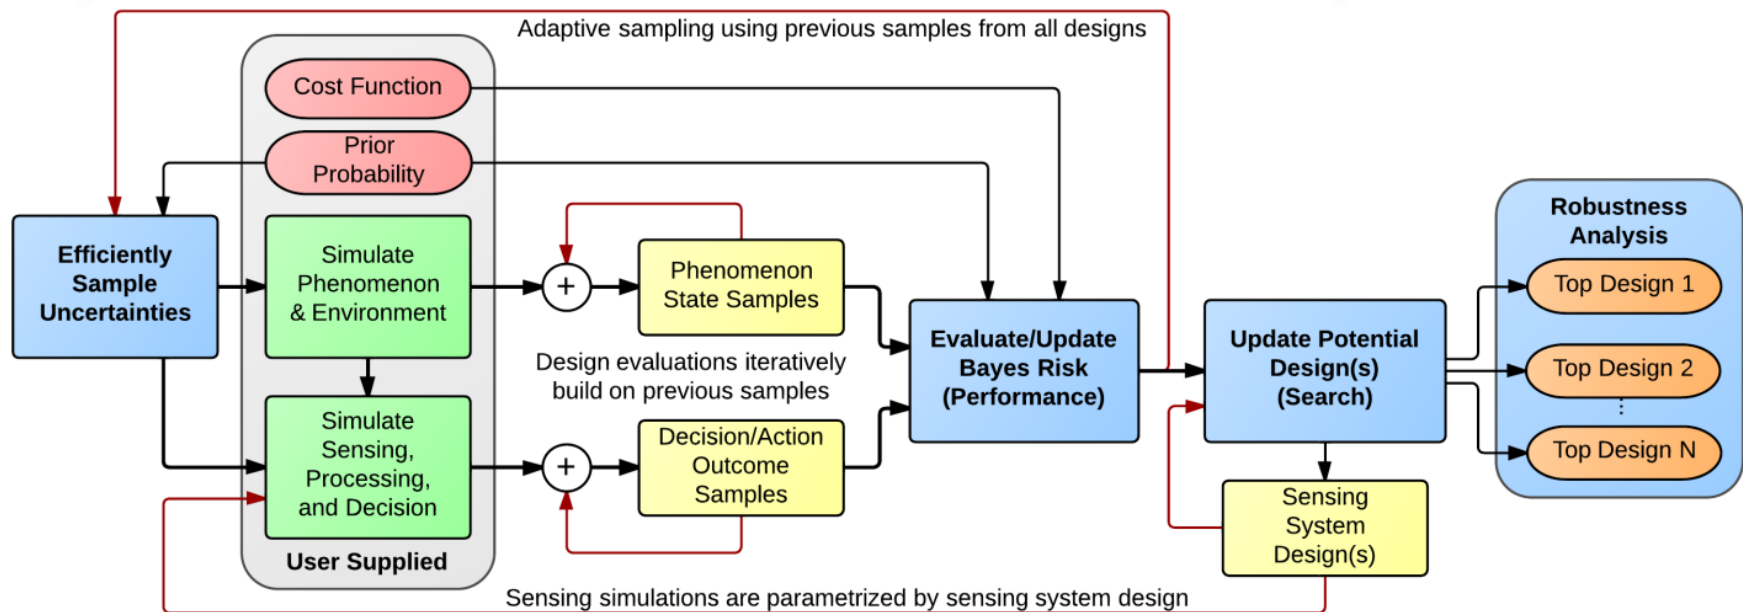 Adaptive sampling using previous samples from all designs
Cost Function
Prior
Probability
Efficiently
Sample
Uncertainties
Simulate
Phenomenon
& Environment
Simulate
Sensing,
Processing,
and Decision
User Supplied
+
Phenomenon
State Samples
Design evaluations iteratively
build on previous samples
+
Decision/Action
Outcome
Samples
Evaluate/Update
Bayes Risk
(Performance)
Update Potential
Design(s)
(Search)
Sensing
System
Design(s)
Robustness
Analysis
Top Design 1
Top Design 2
⋮
Top Design N
Sensing simulations are parametrized by sensing system design